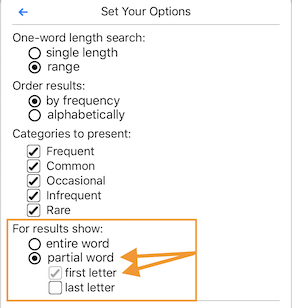 Set Your Options
One-word length search:
single length
range
Order results:
by frequency
alphabetically
Categories to present:
Frequent
Common
Occasional
Infrequent
Rare
For results show:
entire word
partial word
first letter
last letter